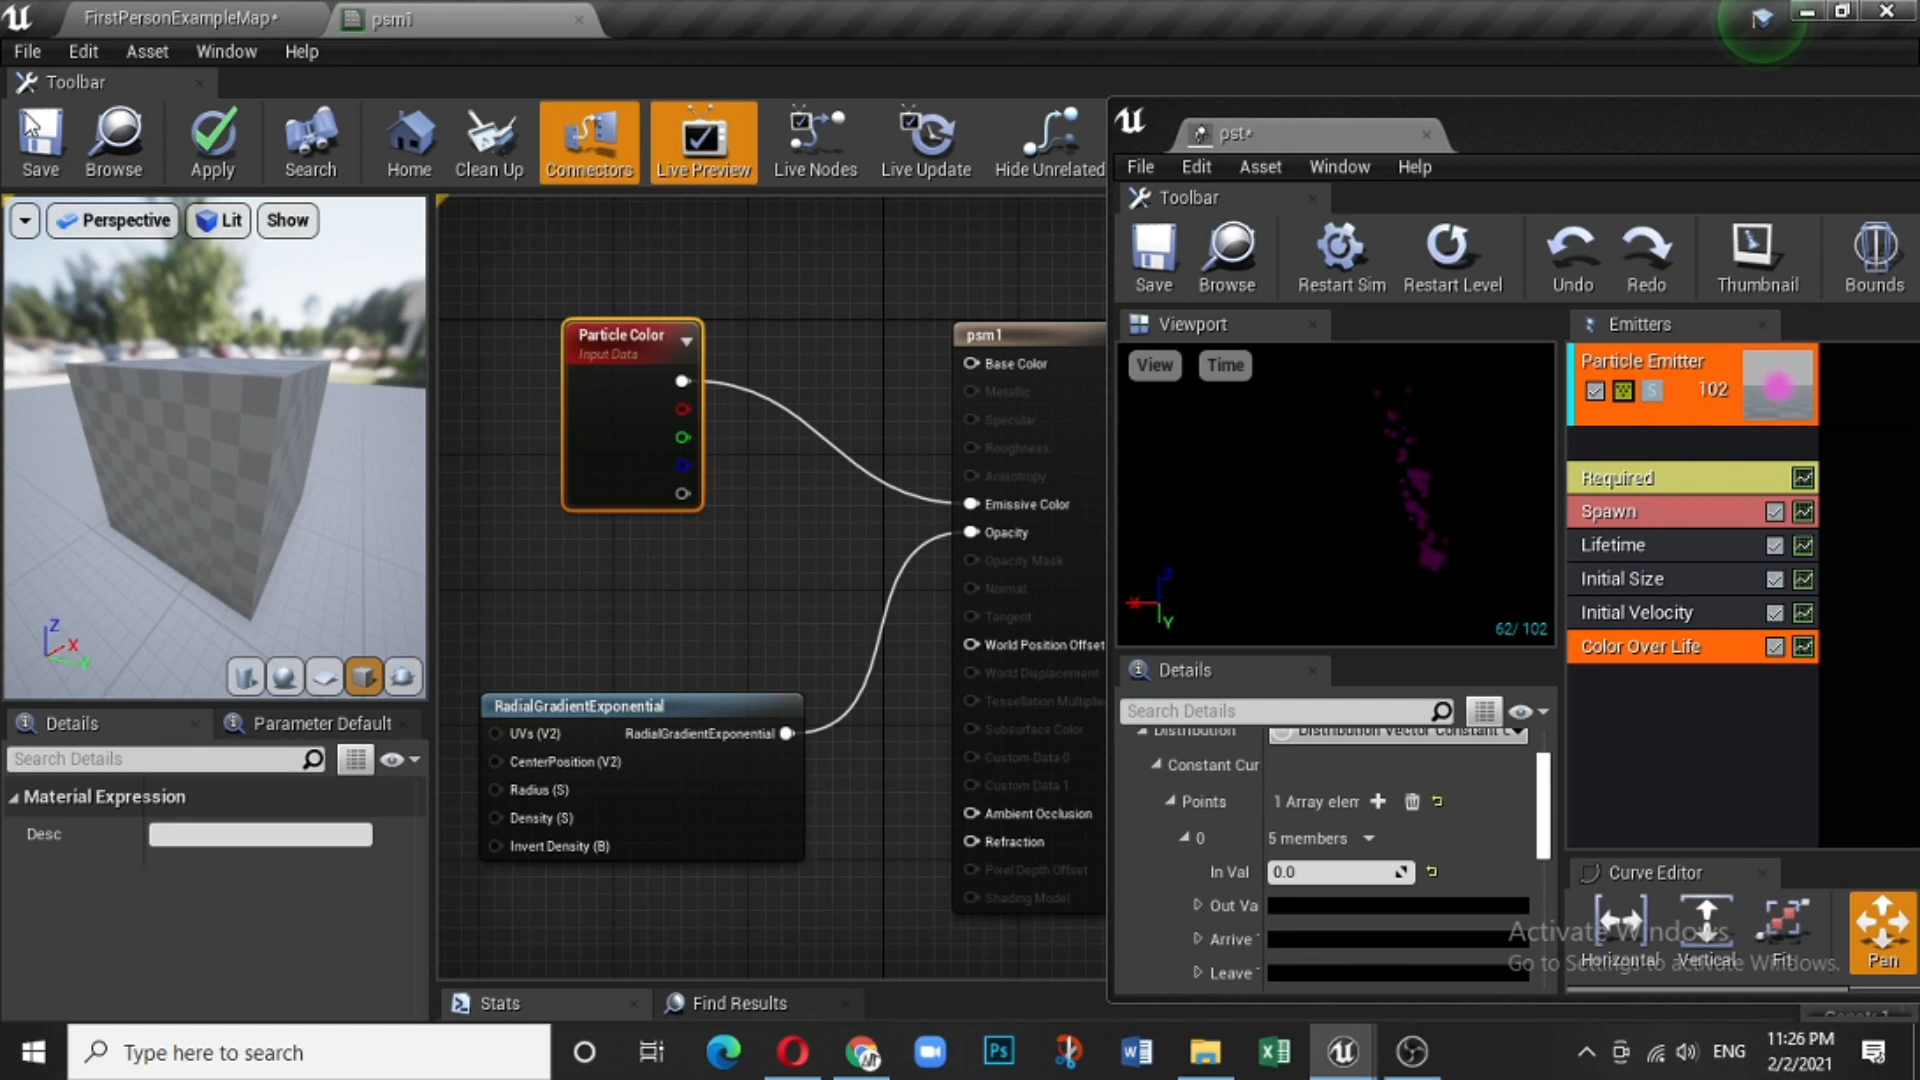 FirstPersonExampleMap*
psm1
File Edit Asset Window Help
Toolbar
Save Browse Apply Search Home Clean Up Connectors Live Preview Live Nodes Live Update Hide Unrelated
Perspective Lit Show
Z
X
Y
Details
Parameter Default
Search Details
Material Expression
Desc
Particle Color
Input Data
RadialGradientExponential
UVs (V2) RadialGradientExponential
CenterPosition (V2)
Radius (S)
Density (S)
Invert Density (B)
psm1
Base Color
Metallic
Specular
Roughness
Anisotropy
Emissive Color
Opacity
Opacity Mask
Normal
Tangent
World Position Offset
World Displacement
Tessellation Multiplie
Subsurface Color
Custom Data 0
Custom Data 1
Ambient Occlusion
Refraction
Pixel Depth Offset
Shading Model
Stats
Find Results
pst*
File Edit Asset Window Help
Toolbar
Save Browse Restart Sim Restart Level Undo Redo Thumbnail Bounds
Viewport
View Time
Z
X
Y
62/ 102
Details
Search Details
Distribution Distribution Vector Constant C
Constant Cur
Points 1 Array elem
0 5 members
In Val 0.0
Out Va
Arrive
Leave
Emitters
Particle Emitter
S 102
Required
Spawn
Lifetime
Initial Size
Initial Velocity
Color Over Life
Curve Editor
Horizontal Vertical Fit Pan
Activate Windows
Go to Settings to activate Windows.
Type here to search
Ps
ENG
11:26 PM
2/2/2021